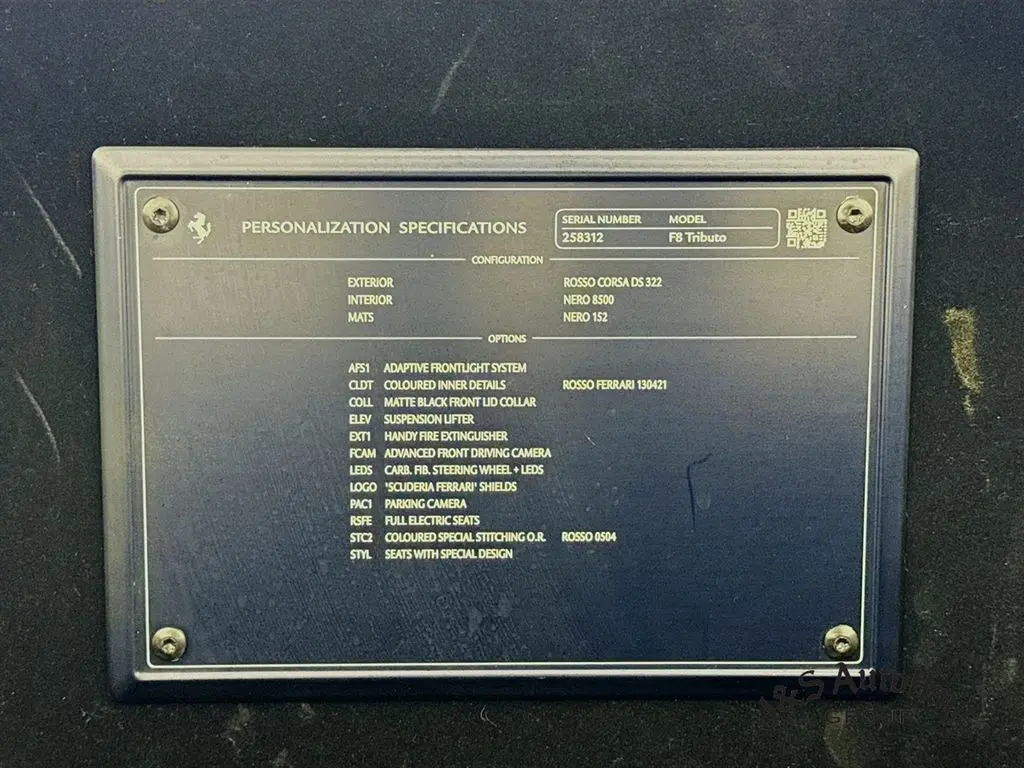 PERSONALIZATION SPECIFICATIONS
SERIAL NUMBER MODEL
258312 F8 Tributo
CONFIGURATION
EXTERIOR ROSSO CORSA DS 322
INTERIOR NERO 8500
MATS NERO 152
OPTIONS
AFS1 ADAPTIVE FRONTLIGHT SYSTEM
CLDT COLOURED INNER DETAILS ROSSO FERRARI 130421
COLL MATTE BLACK FRONT LID COLLAR
ELEV SUSPENSION LIFTER
EXT1 HANDY FIRE EXTINGUISHER
FCAM ADVANCED FRONT DRIVING CAMERA
LEDS CARB. FIB. STEERING WHEEL + LEDS
LOGO 'SCUDERIA FERRARI' SHIELDS
PAC1 PARKING CAMERA
RSFE FULL ELECTRIC SEATS
STC2 COLOURED SPECIAL STITCHING O.R. ROSSO 0504
STYL SEATS WITH SPECIAL DESIGN